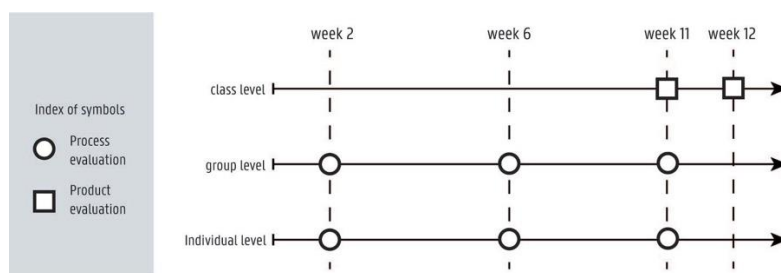 week 2
week 6
week 11
week 12
class level
Index of symbols
Process
evaluation
group level
Product
evaluation
Individual level